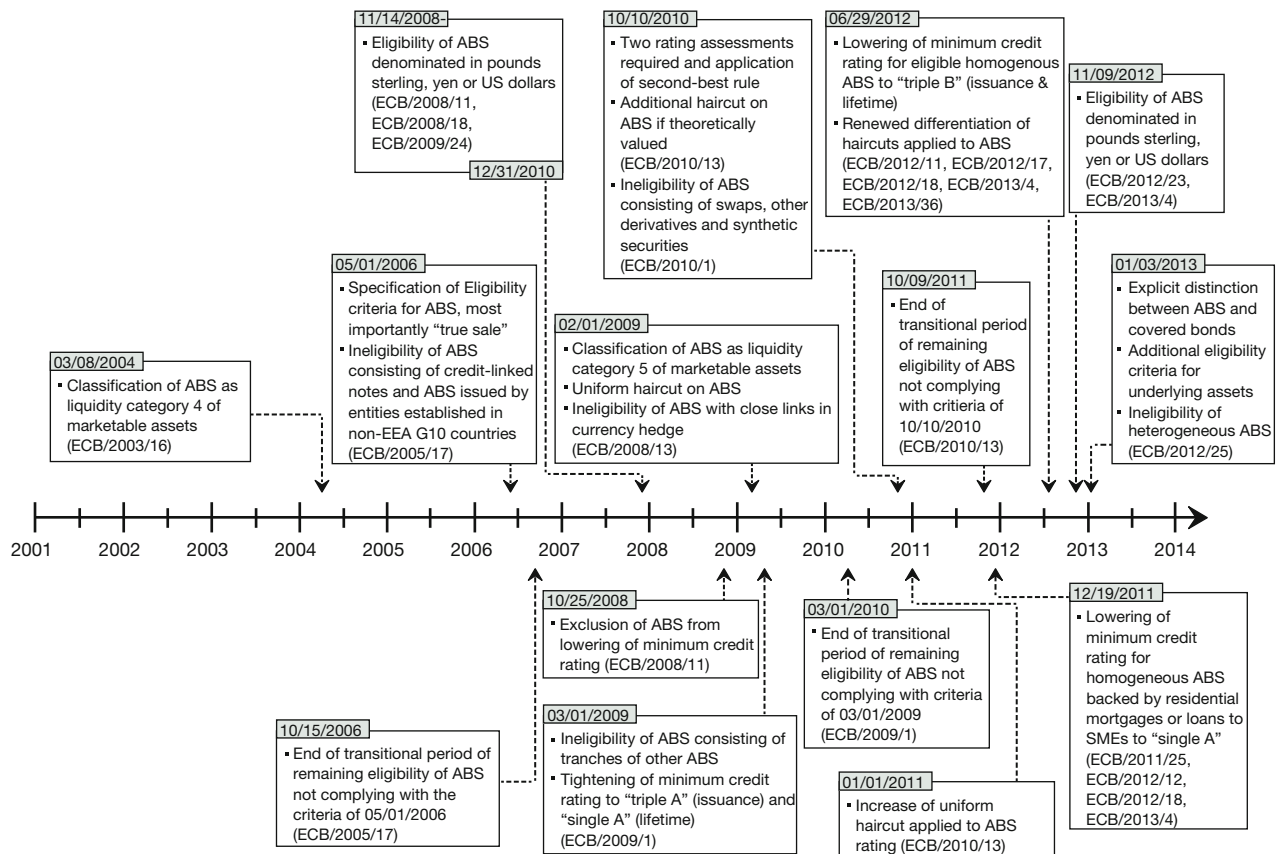 11/14/2008-
▪ Eligibility of ABS
denominated in pounds
sterling, yen or US dollars
(ECB/2008/11,
ECB/2008/18,
ECB/2009/24)
12/31/2010
10/10/2010
▪ Two rating assessments
required and application
of second-best rule
▪ Additional haircut on
ABS if theoretically
valued
(ECB/2010/13)
▪ Ineligibility of ABS
consisting of swaps, other
derivatives and synthetic
securities
(ECB/2010/1)
06/29/2012
▪ Lowering of minimum credit
rating for eligible homogenous
ABS to “triple B” (issuance &
lifetime)
▪ Renewed differentiation of
haircuts applied to ABS
(ECB/2012/11, ECB/2012/17,
ECB/2012/18, ECB/2013/4,
ECB/2013/36)
11/09/2012
▪ Eligibility of ABS
denominated in
pounds sterling,
yen or US dollars
(ECB/2012/23,
ECB/2013/4)
03/08/2004
▪ Classification of ABS as
liquidity category 4 of
marketable assets
(ECB/2003/16)
05/01/2006
▪ Specification of Eligibility
criteria for ABS, most
importantly “true sale”
▪ Ineligibility of ABS
consisting of credit-linked
notes and ABS issued by
entities established in
non-EEA G10 countries
(ECB/2005/17)
02/01/2009
▪ Classification of ABS as liquidity
category 5 of marketable assets
▪ Uniform haircut on ABS
▪ Ineligibility of ABS with close links in
currency hedge
(ECB/2008/13)
10/09/2011
▪ End of
transitional period
of remaining
eligibility of ABS
not complying
with critieria of
10/10/2010
(ECB/2010/13)
01/03/2013
▪ Explicit distinction
between ABS and
covered bonds
▪ Additional eligibility
criteria for
underlying assets
▪ Ineligibility of
heterogeneous ABS
(ECB/2012/25)
2001 2002 2003 2004 2005 2006 2007 2008 2009 2010 2011 2012 2013 2014
10/15/2006
▪ End of transitional period of
remaining eligibility of ABS
not complying with the
criteria of 05/01/2006
(ECB/2005/17)
10/25/2008
▪ Exclusion of ABS from
lowering of minimum credit
rating (ECB/2008/11)
03/01/2009
▪ Ineligibility of ABS consisting of
tranches of other ABS
▪ Tightening of minimum credit
rating to “triple A” (issuance) and
“single A” (lifetime)
(ECB/2009/1)
03/01/2010
▪ End of transitional
period of remaining
eligibility of ABS not
complying with criteria
of 03/01/2009
(ECB/2009/1)
01/01/2011
▪ Increase of uniform
haircut applied to ABS
rating (ECB/2010/13)
12/19/2011
▪ Lowering of
minimum credit
rating for
homogeneous ABS
backed by residential
mortgages or loans to
SMEs to “single A”
(ECB/2011/25,
ECB/2012/12,
ECB/2012/18,
ECB/2013/4)